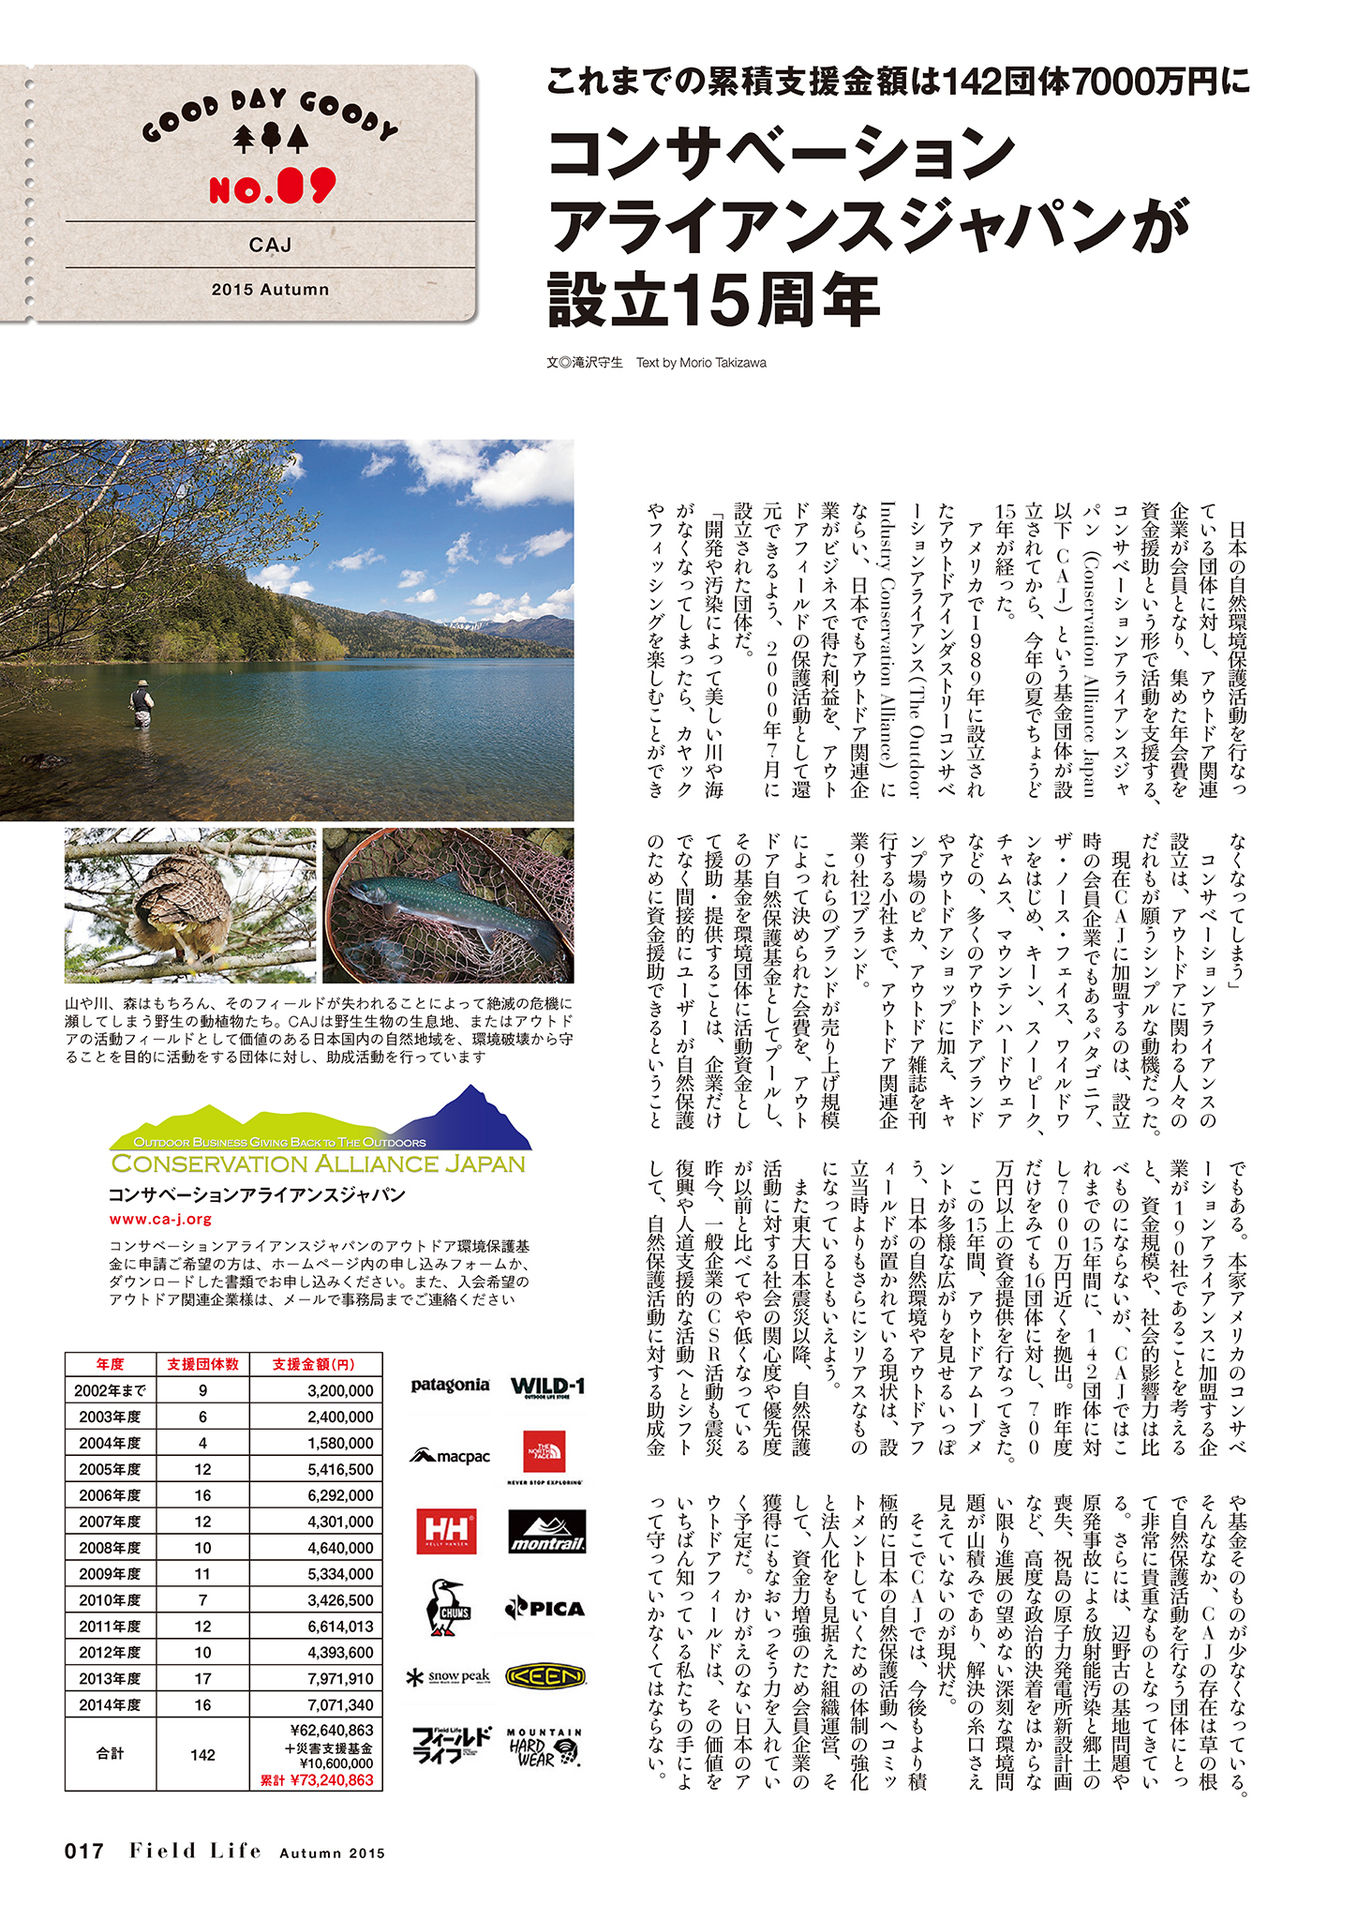 GOOD DAY GOODY
NO.09
CAJ
2015 Autumn
これまでの累積支援金額は142団体7000万円に
コンサベーション
アライアンスジャパンが
設立15周年
文◎滝沢守生　Text by Morio Takizawa
日本の自然環境保護活動を行なっ
ている団体に対し、アウトドア関連
企業が会員となり、集めた年会費を
資金援助という形で活動を支援する、
コンサベーションアライアンスジャ
パン（Conservation Alliance Japan
以下CAJ）という基金団体が設
立されてから、今年の夏でちょうど
15年が経った。
アメリカで1989年に設立され
たアウトドアインダストリーコンサベ
ーションアライアンス（The Outdoor
Industry Conservation Alliance）に
ならい、日本でもアウトドア関連企
業がビジネスで得た利益を、アウト
ドアフィールドの保護活動として還
元できるよう、2000年7月に
設立された団体だ。
「開発や汚染によって美しい川や海
がなくなってしまったら、カヤック
やフィッシングを楽しむことができ
なくなってしまう」
コンサベーションアライアンスの
設立は、アウトドアに関わる人々の
だれもが願うシンプルな動機だった。
現在CAJに加盟するのは、設立
時の会員企業でもあるパタゴニア、
ザ・ノース・フェイス、ワイルドワ
ンをはじめ、キーン、スノーピーク、
チャムス、マウンテンハードウェア
などの、多くのアウトドアブランド
やアウトドアショップに加え、キャ
ンプ場のピカ、アウトドア雑誌を刊
行する小社まで、アウトドア関連企
業9社12ブランド。
これらのブランドが売り上げ規模
によって決められた会費を、アウト
ドア自然保護基金としてプールし、
その基金を環境団体に活動資金とし
て援助・提供することは、企業だけ
でなく間接的にユーザーが自然保護
のために資金援助できるということ
でもある。本家アメリカのコンサベ
ーションアライアンスに加盟する企
業が190社であることを考える
と、資金規模や、社会的影響力は比
べものにならないが、CAJではこ
れまでの15年間に、142団体に対
し7000万円近くを拠出。昨年度
だけをみても16団体に対し、700
万円以上の資金提供を行なってきた。
この15年間、アウトドアムーブメ
ントが多様な広がりを見せるいっぽ
う、日本の自然環境やアウトドアフ
ィールドが置かれている現状は、設
立当時よりもさらにシリアスなもの
になっているともいえよう。
また東大日本震災以降、自然保護
活動に対する社会の関心度や優先度
が以前と比べてやや低くなっている
昨今、一般企業のCSR活動も震災
復興や人道支援的な活動へとシフト
して、自然保護活動に対する助成金
や基金そのものが少なくなっている。
そんななか、CAJの存在は草の根
で自然保護活動を行なう団体にとっ
て非常に貴重なものとなってきてい
る。さらには、辺野古の基地問題や
原発事故による放射能汚染と郷土の
喪失、祝島の原子力発電所新設計画
など、高度な政治的決着をはからな
い限り進展の望めない深刻な環境問
題が山積みであり、解決の糸口さえ
見えていないのが現状だ。
そこでCAJでは、今後もより積
極的に日本の自然保護活動へコミッ
トメントしていくための体制の強化
と法人化をも見据えた組織運営、そ
して、資金力増強のため会員企業の
獲得にもなおいっそう力を入れてい
く予定だ。かけがえのない日本のア
ウトドアフィールドは、その価値を
いちばん知っている私たちの手によ
って守っていかなくてはならない。
山や川、森はもちろん、そのフィールドが失われることによって絶滅の危機に
瀕してしまう野生の動植物たち。CAJは野生生物の生息地、またはアウトド
アの活動フィールドとして価値のある日本国内の自然地域を、環境破壊から守
ることを目的に活動をする団体に対し、助成活動を行っています
OUTDOOR BUSINESS GIVING BACK TO THE OUTDOORS
CONSERVATION ALLIANCE JAPAN
コンサベーションアライアンスジャパン
www.ca-j.org
コンサベーションアライアンスジャパンのアウトドア環境保護基
金に申請ご希望の方は、ホームページ内の申し込みフォームか、
ダウンロードした書類でお申し込みください。また、入会希望の
アウトドア関連企業様は、メールで事務局までご連絡ください
年度 支援団体数 支援金額(円)
2002年まで 9 3,200,000
2003年度 6 2,400,000
2004年度 4 1,580,000
2005年度 12 5,416,500
2006年度 16 6,292,000
2007年度 12 4,301,000
2008年度 10 4,640,000
2009年度 11 5,334,000
2010年度 7 3,426,500
2011年度 12 6,614,013
2012年度 10 4,393,600
2013年度 17 7,971,910
2014年度 16 7,071,340
合計 142 ¥62,640,863
＋災害支援基金
¥10,600,000
累計 ¥73,240,863
patagonia
WILD-1
OUTDOOR LIFE STORE
macpac
THE NORTH FACE
NEVER STOP EXPLORING
H/H
HELLY HANSEN
montrail
CHUMS
PICA
snow peak
KEEN
Field Life
フィールドライフ
MOUNTAIN
HARD
WEAR
017 Field Life Autumn 2015